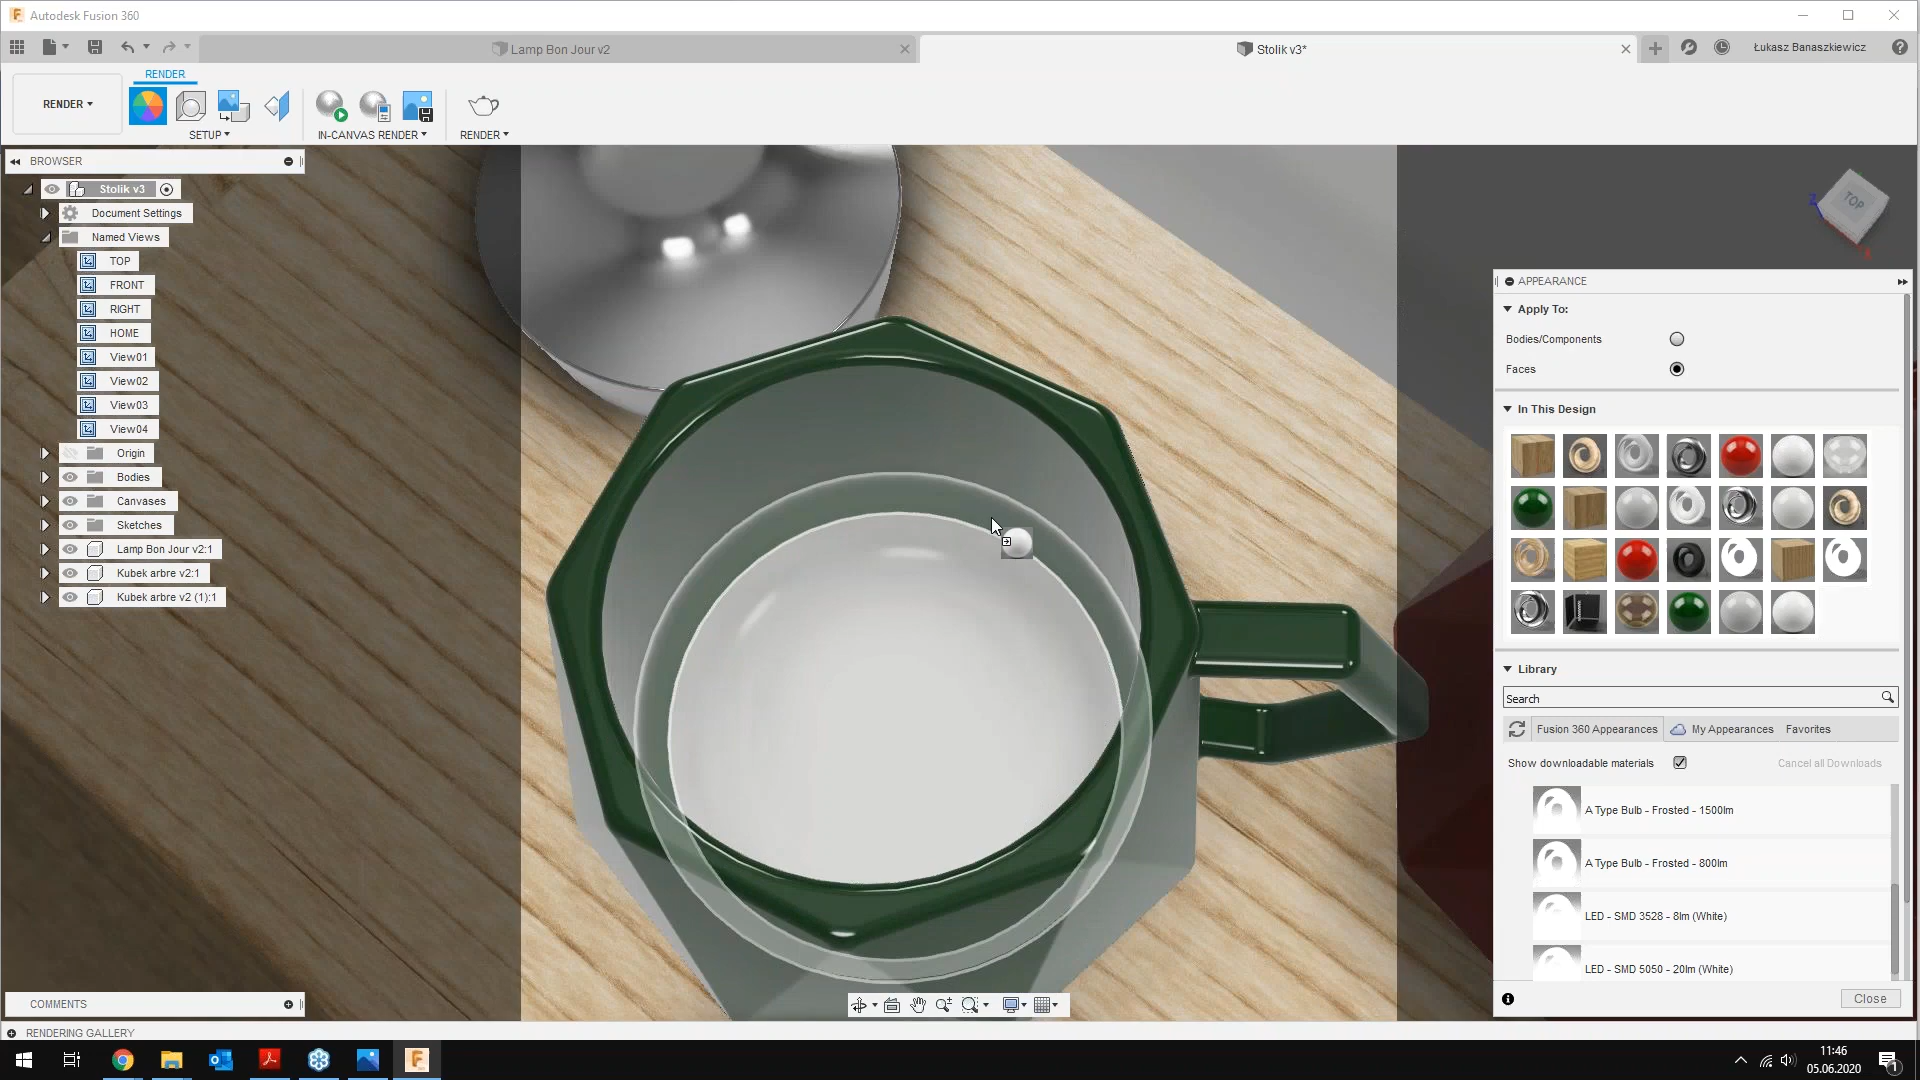 Autodesk Fusion 360
Lamp Bon Jour v2
Stolik v3*
Łukasz Banaszkiewicz
RENDER
RENDER
SETUP
IN-CANVAS RENDER
RENDER
BROWSER
Stolik v3
Document Settings
Named Views
TOP
FRONT
RIGHT
HOME
View01
View02
View03
View04
Origin
Bodies
Canvases
Sketches
Lamp Bon Jour v2:1
Kubek arbre v2:1
Kubek arbre v2 (1):1
TOP
Z
X
APPEARANCE
Apply To:
Bodies/Components
Faces
In This Design
Library
Search
Fusion 360 Appearances
My Appearances
Favorites
Show downloadable materials
Cancel all Downloads
A Type Bulb - Frosted - 1500lm
A Type Bulb - Frosted - 800lm
LED - SMD 3528 - 8lm (White)
LED - SMD 5050 - 20lm (White)
Close
COMMENTS
RENDERING GALLERY
11:46
05.06.2020
1